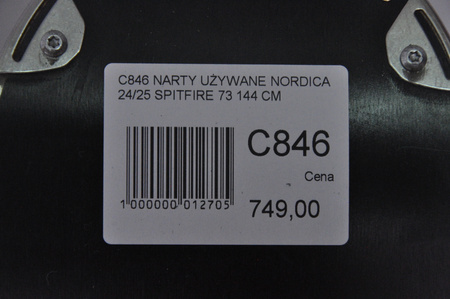 C846 NARTY UŻYWANE NORDICA
24/25 SPITFIRE 73 144 CM
C846
Cena
749,00
1 000000 012705